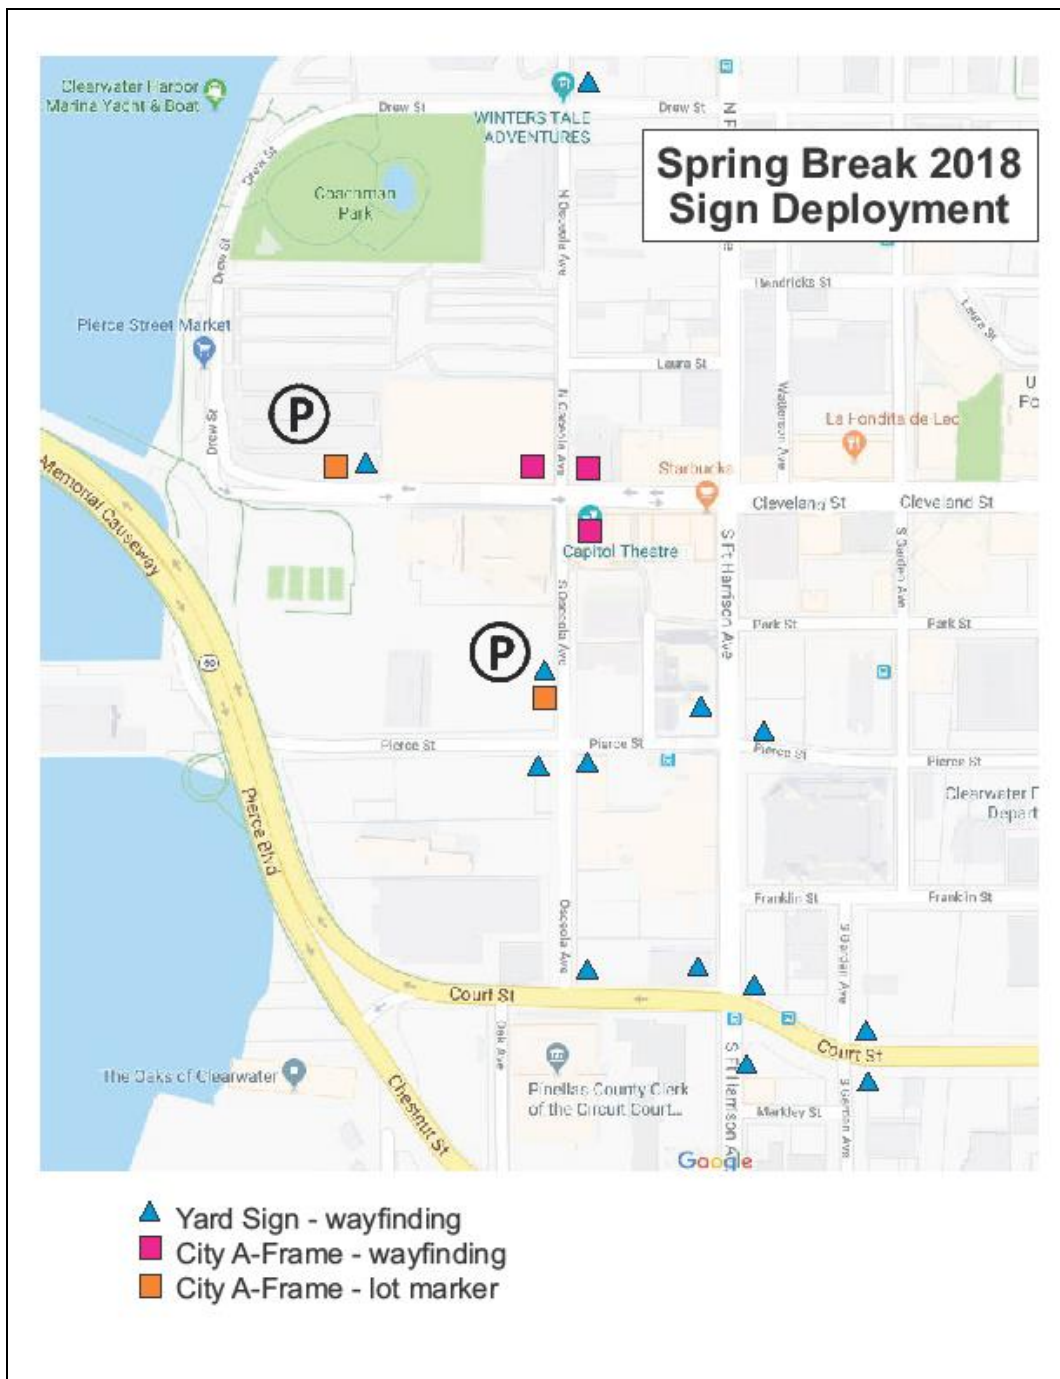 Clearwater Harbor
Marina Yacht & Boat
Drew St
Drew St
WINTERS TALE
ADVENTURES
Spring Break 2018
Sign Deployment
Drew St
Coachman
Park
N Osceola Ave
Drew St
Hendricks St
Laura St
Pierce Street Market
Laura St
Watterson Ave
Drew St
N Osceola Ave
P
La Fondita de Leo
Starbucks
Memorial Causeway
Cleveland St
Cleveland St
Capitol Theatre
S Ft Harrison Ave
S Garden Ave
S Osceola Ave
Park St
Park St
P
60
Pierce St
Pierce St
Pierce St
Pierce St
Pierce Blvd
Clearwater
Depart
Franklin St
Franklin St
Osceola Ave
S Garden Ave
Court St
Oak Ave
Court St
The Oaks of Clearwater
Pinellas County Clerk
of the Circuit Court...
S Ft Harrison A
Chestnut St
Markley St
S Garden Ave
Google
Yard Sign - wayfinding
City A-Frame - wayfinding
City A-Frame - lot marker